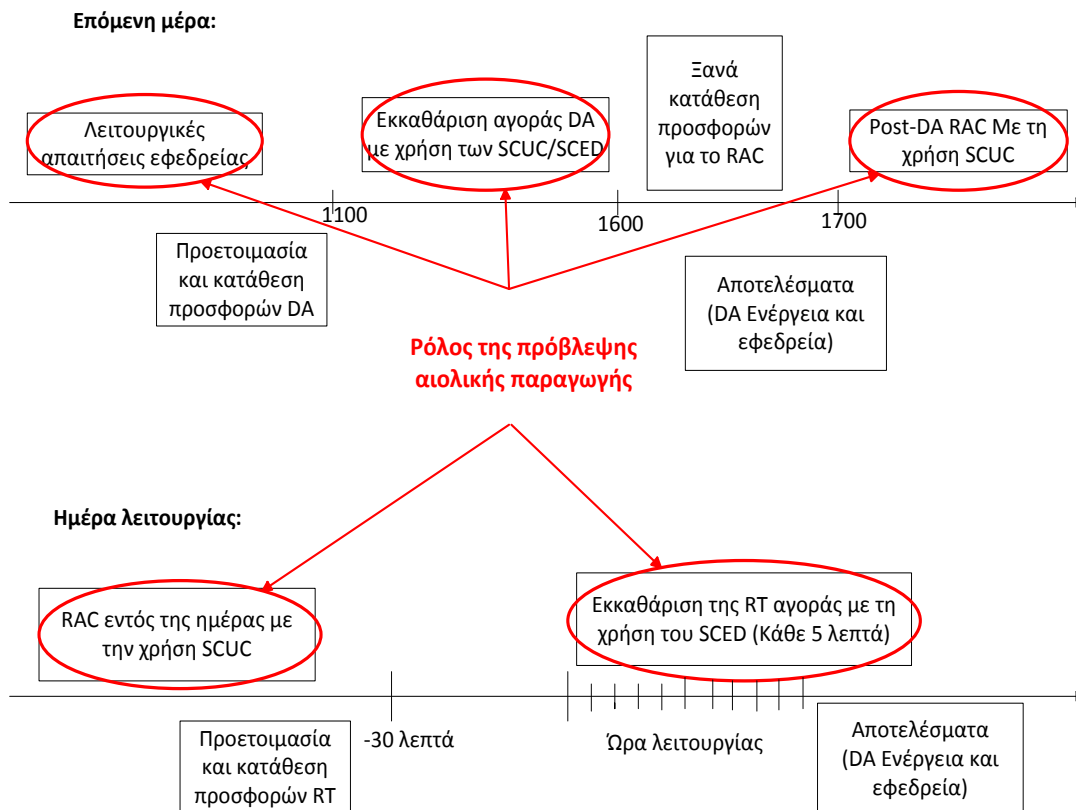 Επόμενη μέρα:
Λειτουργικές
απαιτήσεις εφεδρείας
Εκκαθάριση αγοράς DA
με χρήση των SCUC/SCED
Ξανά
κατάθεση
προσφορών
για το RAC
Post-DA RAC Με τη
χρήση SCUC
1100
1600
1700
Προετοιμασία
και κατάθεση
προσφορών DA
Αποτελέσματα
(DA Ενέργεια και
εφεδρεία)
Ρόλος της πρόβλεψης
αιολικής παραγωγής
Ημέρα λειτουργίας:
RAC εντός της ημέρας με
την χρήση SCUC
Εκκαθάριση της RT αγοράς με τη
χρήση του SCED (Κάθε 5 λεπτά)
Προετοιμασία
και κατάθεση
προσφορών RT
-30 λεπτά
Ώρα λειτουργίας
Αποτελέσματα
(DA Ενέργεια και
εφεδρεία)